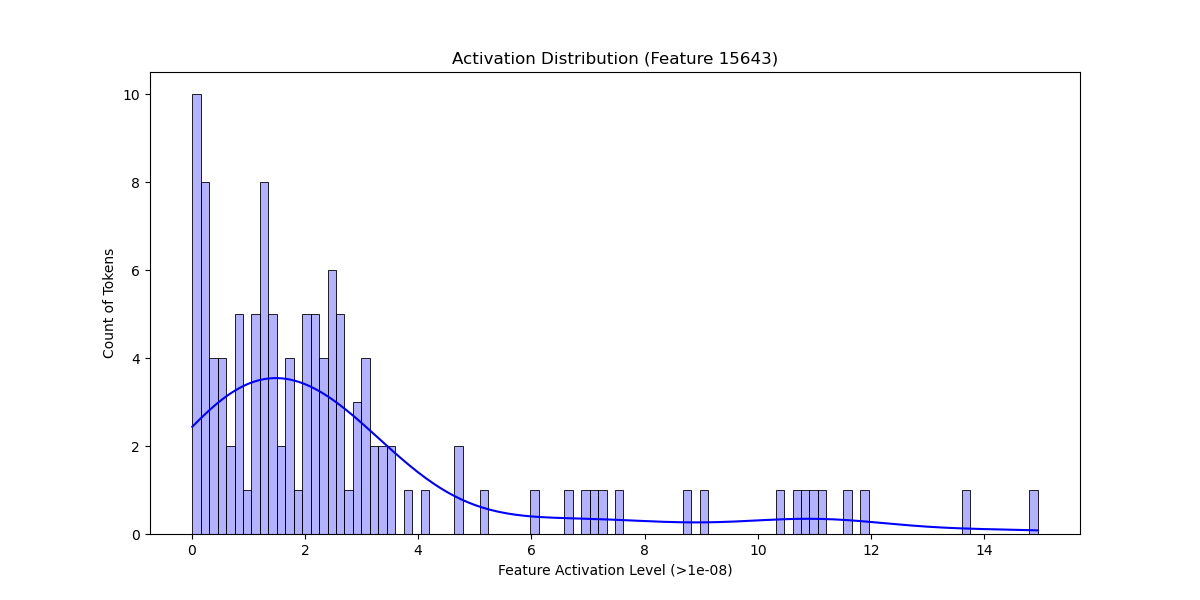 Activation Distribution (Feature 15643)
Count of Tokens
10
8
6
4
2
0
0 2 4 6 8 10 12 14
Feature Activation Level (>1e-08)